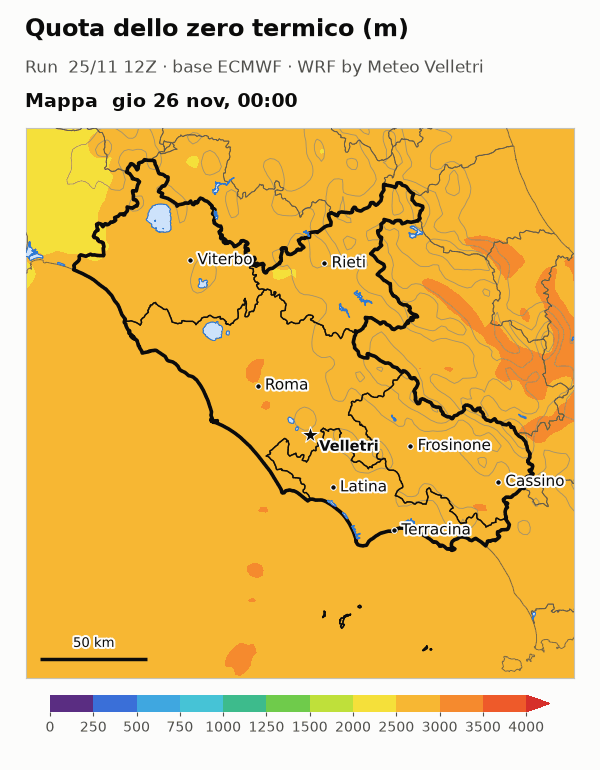 Quota dello zero termico (m)
Run  25/11 12Z · base ECMWF · WRF by Meteo Velletri
Mappa  gio 26 nov, 00:00
Viterbo
Rieti
Roma
Velletri
Frosinone
Cassino
Latina
Terracina
50 km
0 250 500 750 1000 1250 1500 2000 2500 3000 3500 4000